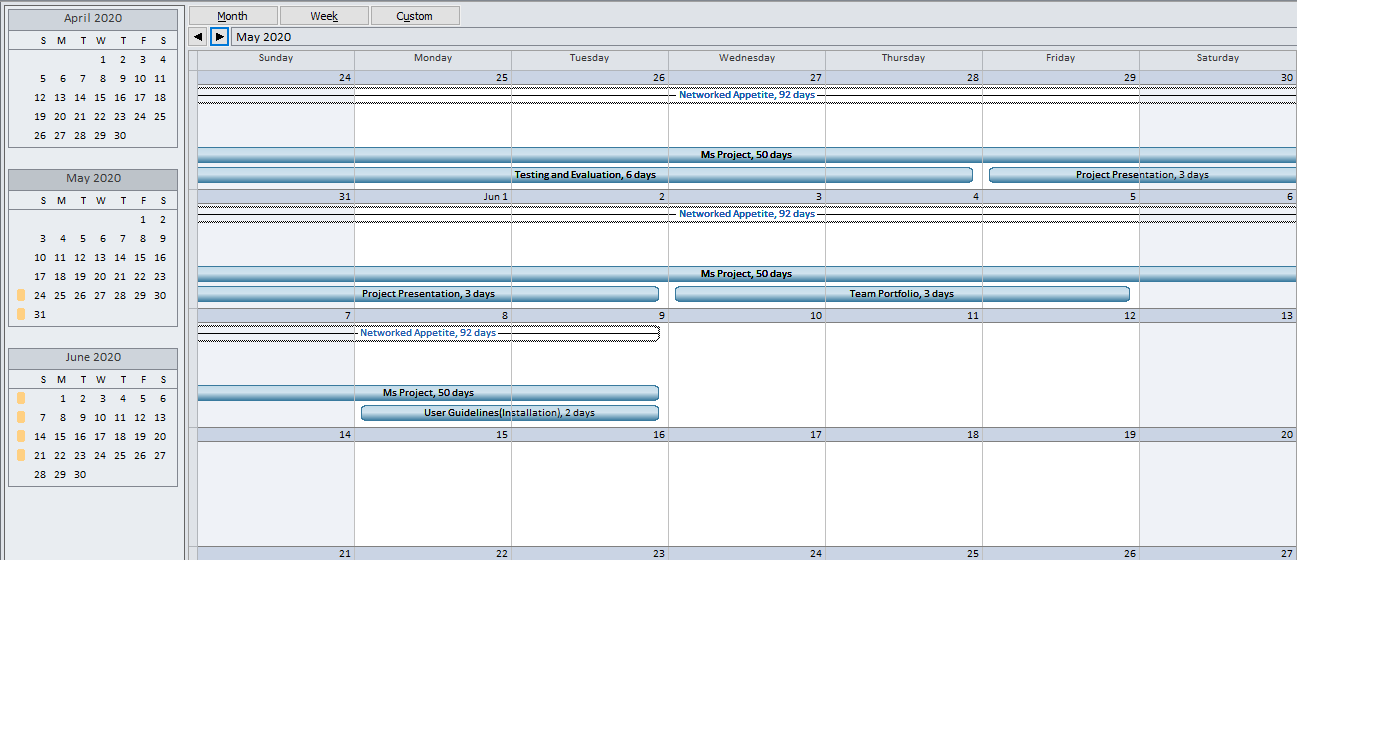 April 2020
S M T W T F S
1 2 3 4
5 6 7 8 9 10 11
12 13 14 15 16 17 18
19 20 21 22 23 24 25
26 27 28 29 30
May 2020
S M T W T F S
1 2
3 4 5 6 7 8 9
10 11 12 13 14 15 16
17 18 19 20 21 22 23
24 25 26 27 28 29 30
31
June 2020
S M T W T F S
1 2 3 4 5 6
7 8 9 10 11 12 13
14 15 16 17 18 19 20
21 22 23 24 25 26 27
28 29 30
Month Week Custom
May 2020
Sunday Monday Tuesday Wednesday Thursday Friday Saturday
24 25 26 27 28 29 30
Networked Appetite, 92 days
Ms Project, 50 days
Testing and Evaluation, 6 days Project Presentation, 3 days
31 Jun 1 2 3 4 5 6
Networked Appetite, 92 days
Ms Project, 50 days
Project Presentation, 3 days Team Portfolio, 3 days
7 8 9 10 11 12 13
Networked Appetite, 92 days
Ms Project, 50 days
User Guidelines(Installation), 2 days
14 15 16 17 18 19 20
21 22 23 24 25 26 27